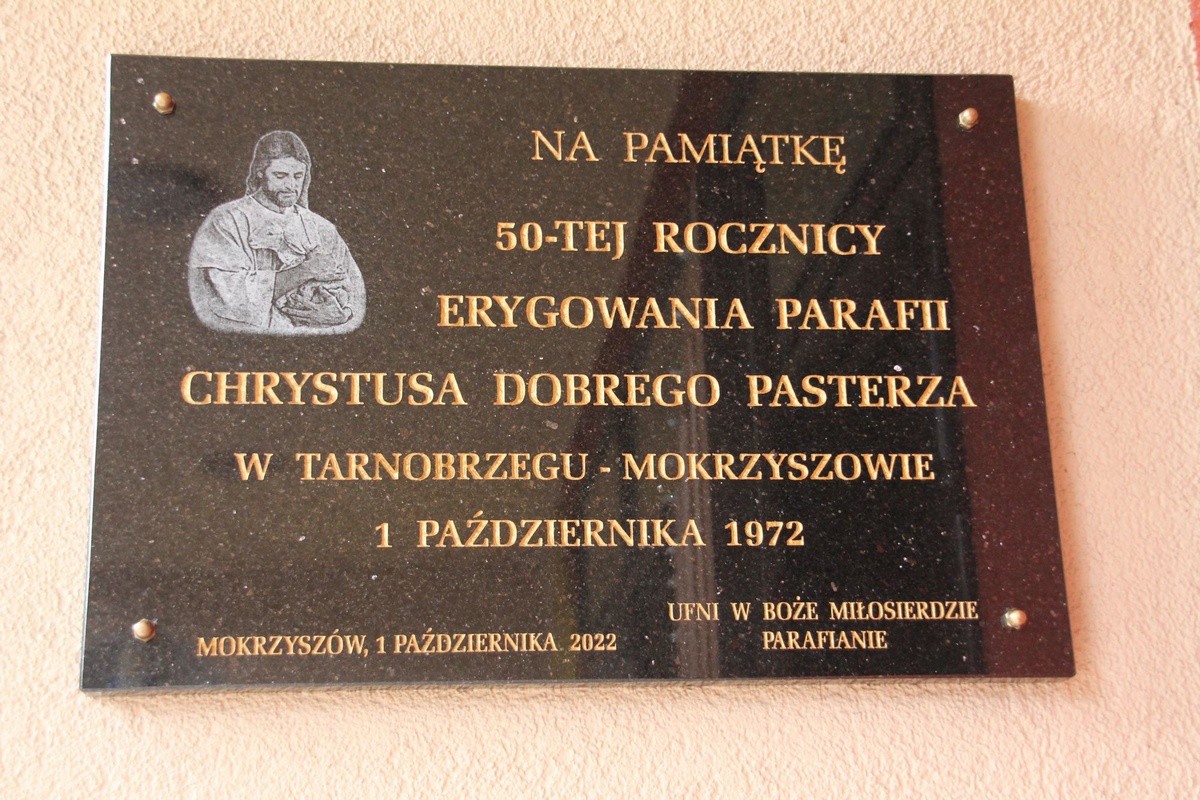 NA PAMIĄTKĘ
50-TEJ ROCZNICY
ERYGOWANIA PARAFII
CHRYSTUSA DOBREGO PASTERZA
W TARNOBRZEGU - MOKRZYSZOWIE
1 PAŹDZIERNIKA 1972
UFNI W BOŻE MIŁOSIERDZIE
PARAFIANIE
MOKRZYSZÓW, 1 PAŹDZIERNIKA 2022